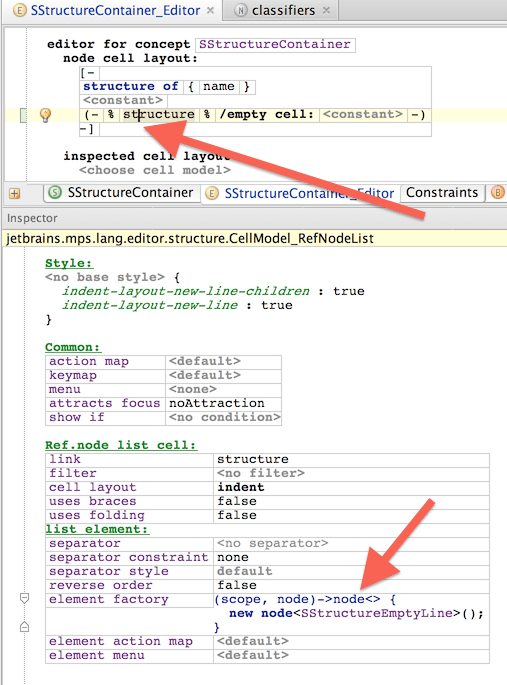 SStructureContainer_Editor × classifiers ×
editor for concept SStructureContainer
node cell layout:
[-
structure of { name }
<constant>
(- % structure % /empty cell: <constant> -)
-]
inspected cell layout
<choose cell model>
SStructureContainer SStructureContainer_Editor Constraints
Inspector
jetbrains.mps.lang.editor.structure.CellModel_RefNodeList
Style:
<no base style> {
indent-layout-new-line-children : true
indent-layout-new-line : true
}
Common:
action map <default>
keymap <default>
menu <none>
attracts focus noAttraction
show if <no condition>
Ref.node list cell:
link structure
filter <no filter>
cell layout indent
uses braces false
uses folding false
list element:
separator <no separator>
separator constraint none
separator style default
reverse order false
element factory (scope, node)->node<> {
new node<SStructureEmptyLine>();
}
element action map <default>
element menu <default>